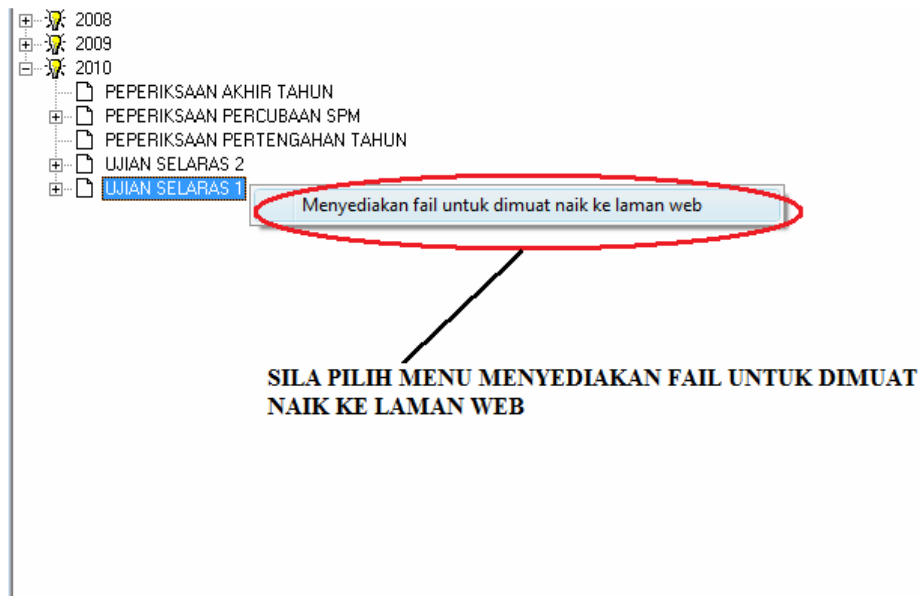 2008
2009
2010
PEPERIKSAAN AKHIR TAHUN
PEPERIKSAAN PERCUBAAN SPM
PEPERIKSAAN PERTENGAHAN TAHUN
UJIAN SELARAS 2
UJIAN SELARAS 1
Menyediakan fail untuk dimuat naik ke laman web
SILA PILIH MENU MENYEDIAKAN FAIL UNTUK DIMUAT
NAIK KE LAMAN WEB